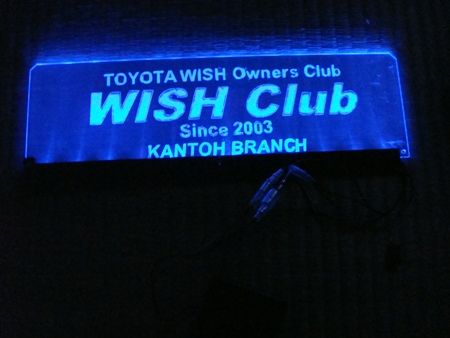 TOYOTA WISH Owners Club
WISH Club
Since 2003
KANTOH BRANCH